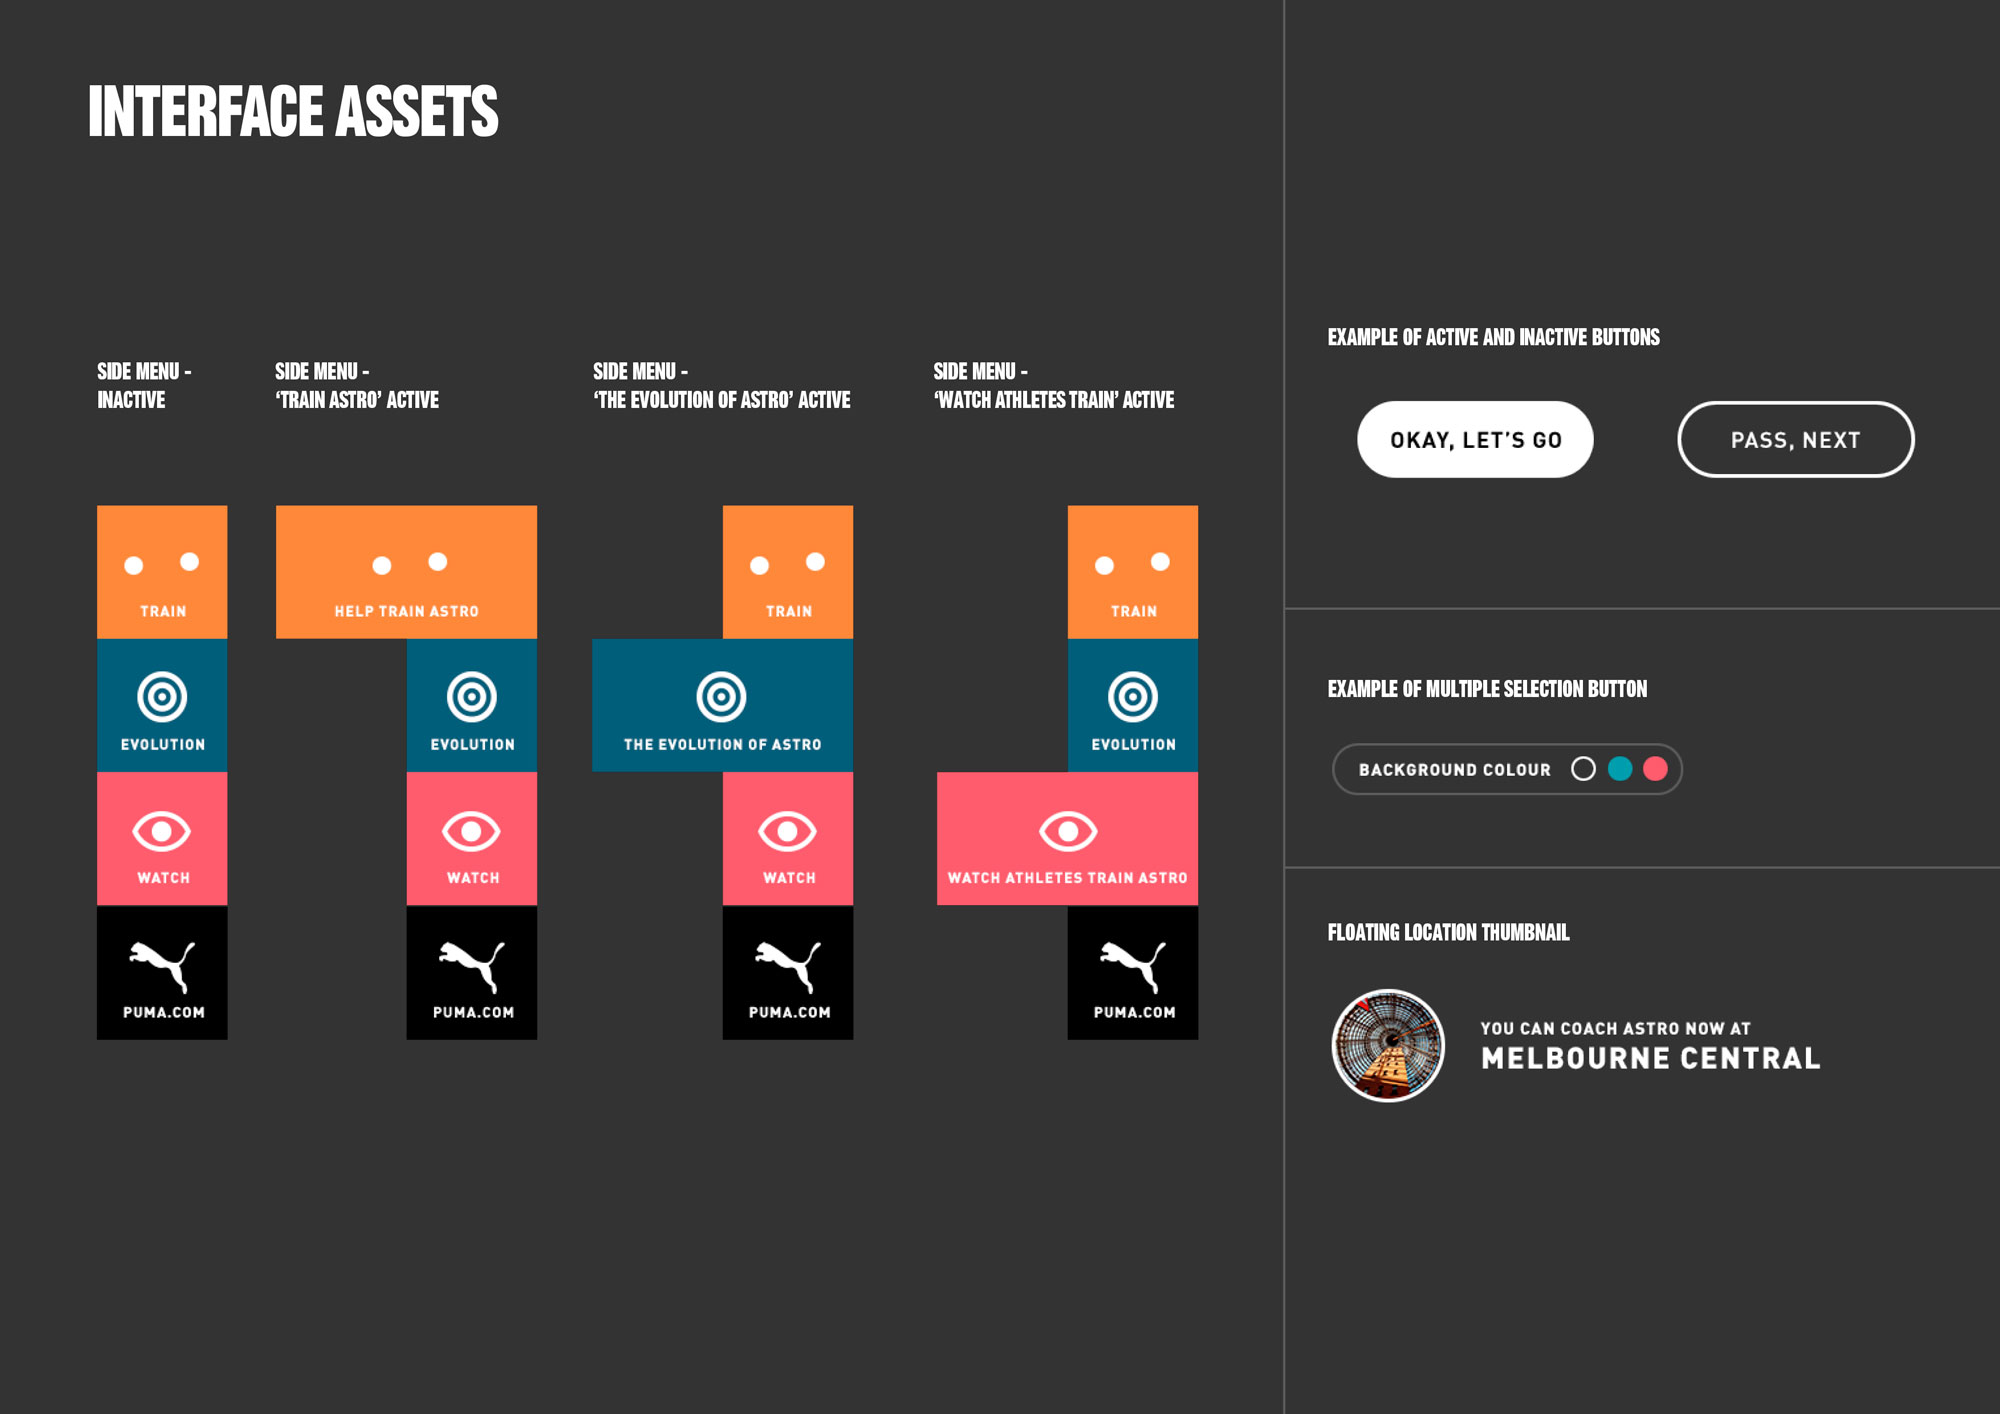 INTERFACE ASSETS
SIDE MENU -
INACTIVE
TRAIN
EVOLUTION
WATCH
PUMA.COM
SIDE MENU -
‘TRAIN ASTRO’ ACTIVE
HELP TRAIN ASTRO
EVOLUTION
WATCH
PUMA.COM
SIDE MENU -
‘THE EVOLUTION OF ASTRO’ ACTIVE
TRAIN
THE EVOLUTION OF ASTRO
WATCH
PUMA.COM
SIDE MENU -
‘WATCH ATHLETES TRAIN’ ACTIVE
TRAIN
EVOLUTION
WATCH ATHLETES TRAIN ASTRO
PUMA.COM
EXAMPLE OF ACTIVE AND INACTIVE BUTTONS
OKAY, LET’S GO
PASS, NEXT
EXAMPLE OF MULTIPLE SELECTION BUTTON
BACKGROUND COLOUR
FLOATING LOCATION THUMBNAIL
YOU CAN COACH ASTRO NOW AT
MELBOURNE CENTRAL